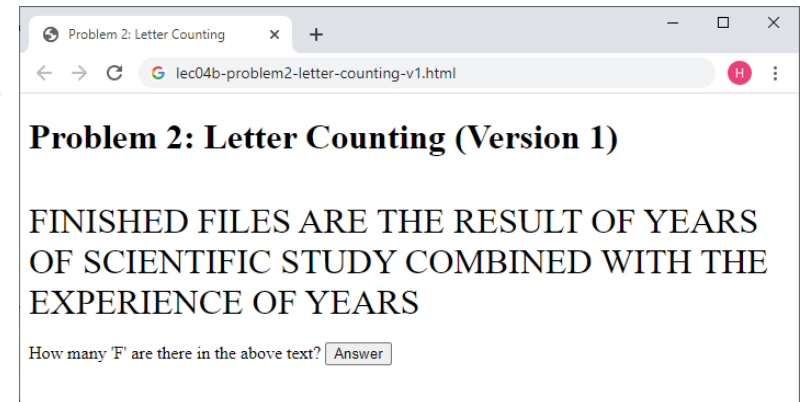 Problem 2: Letter Counting
lec04b-problem2-letter-counting-v1.html
H
Problem 2: Letter Counting (Version 1)
FINISHED FILES ARE THE RESULT OF YEARS
OF SCIENTIFIC STUDY COMBINED WITH THE
EXPERIENCE OF YEARS
How many 'F' are there in the above text? Answer